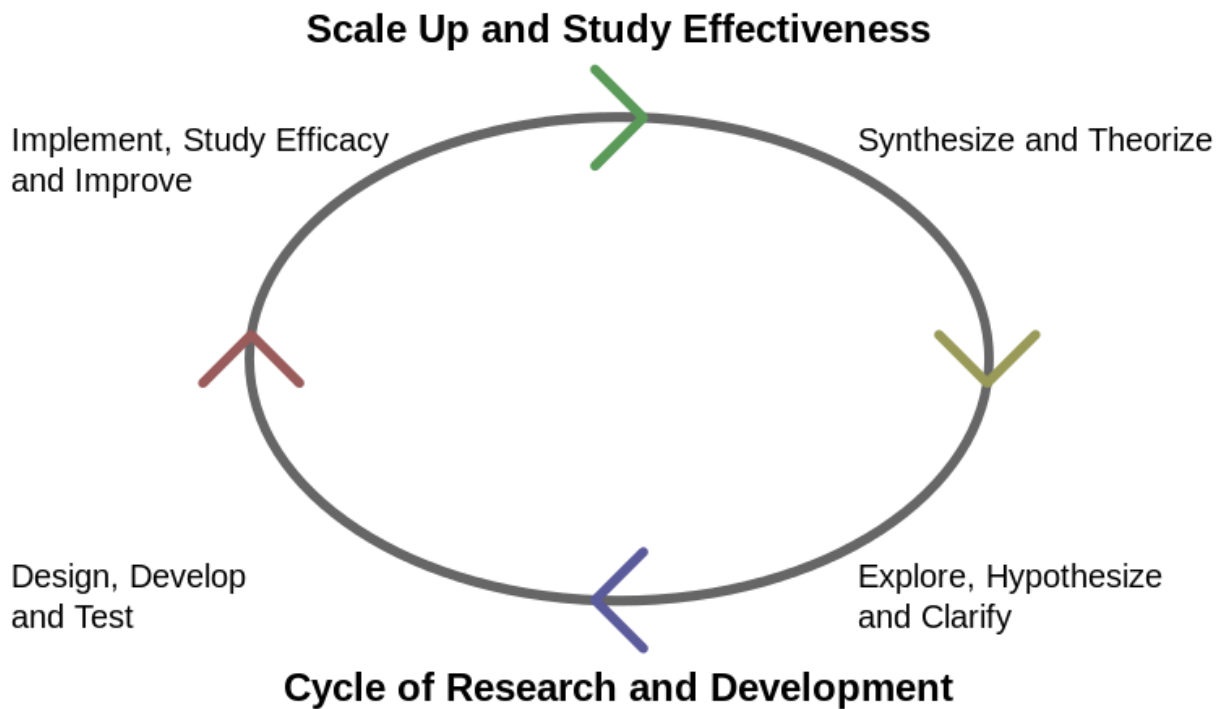 Scale Up and Study Effectiveness
Implement, Study Efficacy
and Improve
Synthesize and Theorize
Design, Develop
and Test
Explore, Hypothesize
and Clarify
Cycle of Research and Development